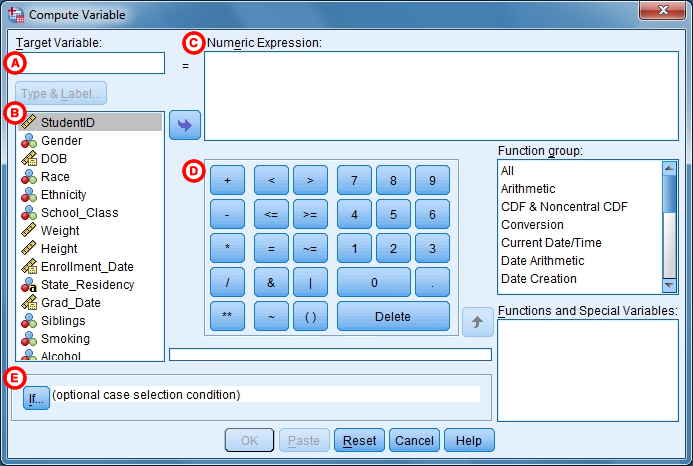 Compute Variable
Target Variable:
A
=
Type & Label...
C Numeric Expression:
B
StudentID
Gender
DOB
Race
Ethnicity
School_Class
Weight
Height
Enrollment_Date
State_Residency
Grad_Date
Siblings
Smoking
Alcohol
D
+ < > 7 8 9
- <= >= 4 5 6
* = ~= 1 2 3
/ & | 0 .
** ~ ( ) Delete
Function group:
All
Arithmetic
CDF & Noncentral CDF
Conversion
Current Date/Time
Date Arithmetic
Date Creation
Functions and Special Variables:
E
If... (optional case selection condition)
OK Paste Reset Cancel Help